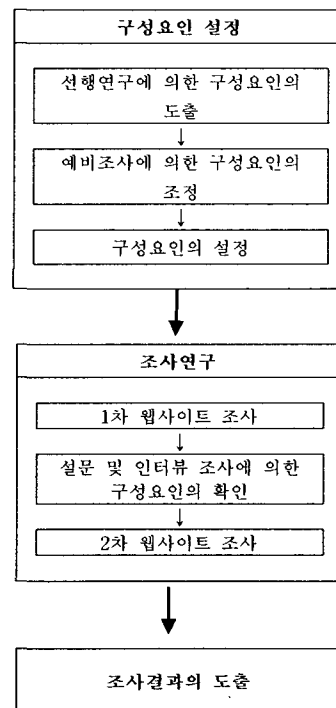 구성요인 설정
선행연구에 의한 구성요인의
도출
예비조사에 의한 구성요인의
조정
구성요인의 설정
조사연구
1차 웹사이트 조사
설문 및 인터뷰 조사에 의한
구성요인의 확인
2차 웹사이트 조사
조사결과의 도출